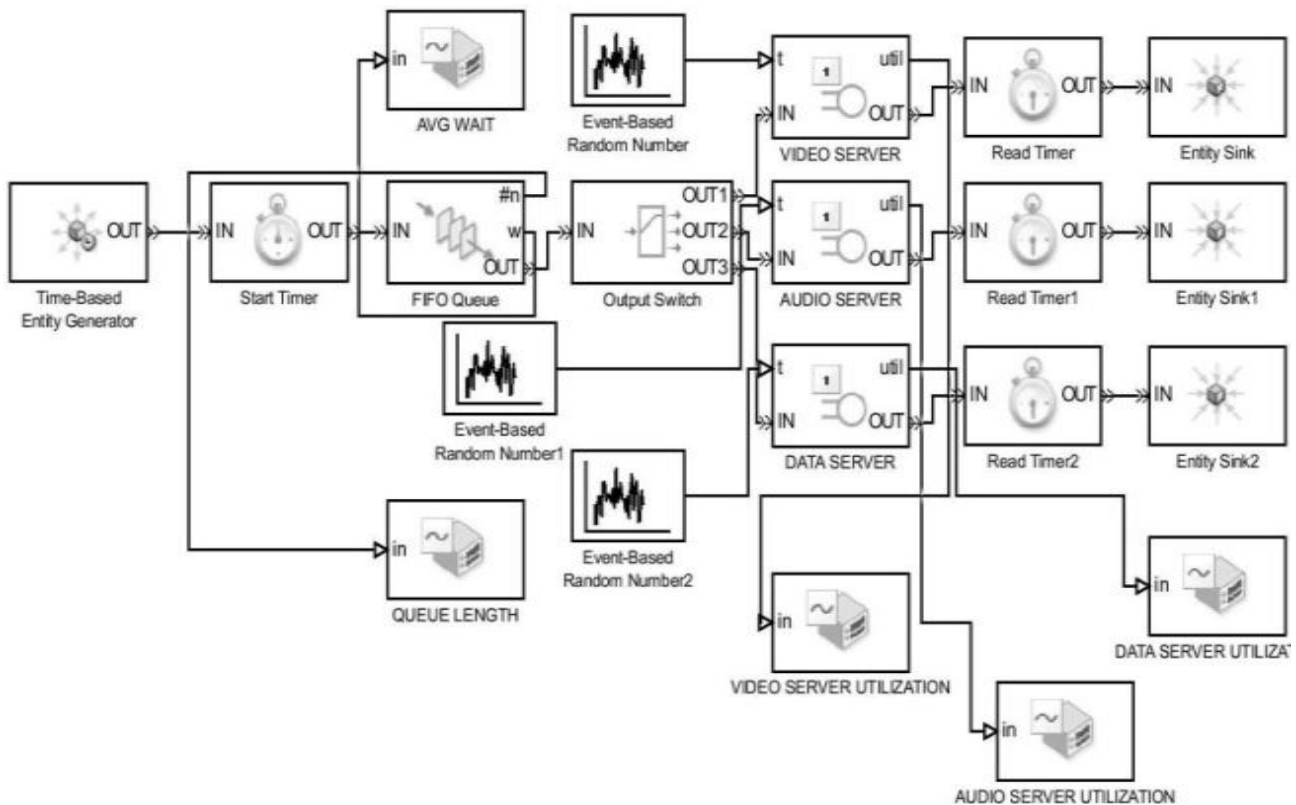 in
AVG WAIT
Event-Based
Random Number
t
util
IN
OUT
1
VIDEO SERVER
IN
OUT
Read Timer
IN
Entity Sink
OUT
Time-Based
Entity Generator
IN
OUT
Start Timer
#n
IN
w
OUT
FIFO Queue
IN
OUT1
OUT2
OUT3
Output Switch
t
util
IN
OUT
1
AUDIO SERVER
IN
OUT
Read Timer1
IN
Entity Sink1
Event-Based
Random Number1
t
util
IN
OUT
1
DATA SERVER
IN
OUT
Read Timer2
IN
Entity Sink2
Event-Based
Random Number2
in
QUEUE LENGTH
in
VIDEO SERVER UTILIZATION
in
DATA SERVER UTILIZAT
in
AUDIO SERVER UTILIZATION